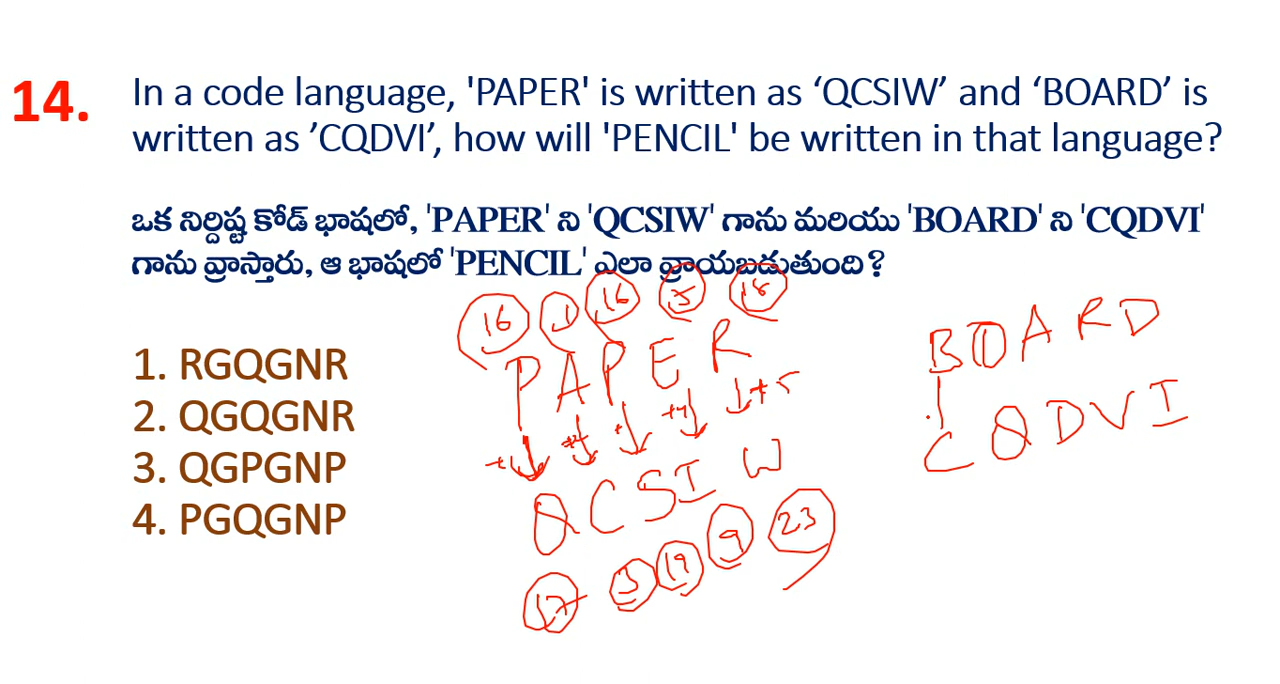 14. In a code language, 'PAPER' is written as ‘QCSIW’ and ‘BOARD’ is
written as ’CQDVI’, how will 'PENCIL' be written in that language?
ఒక నిర్దిష్ట కోడ్ భాషలో, 'PAPER' ని 'QCSIW' గాను మరియు 'BOARD' ని 'CQDVI'
గాను వ్రాస్తారు, ఆ భాషలో 'PENCIL' ఎలా వ్రాయబడుతుంది?
16 1 16 5 18
1. RGQGNR
2. QGQGNR
3. QGPGNP
4. PGQGNP
PAPER
+4 +5
QCSIW
17 3 19 9 23
BOARD
CQDVI